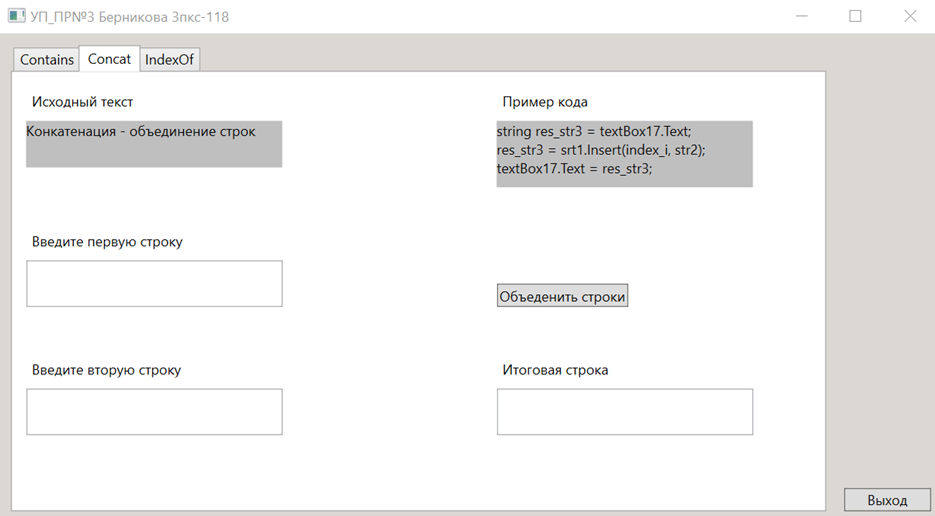 УП_ПР№3 Берникова 3пкс-118
Contains
Concat
IndexOf
Исходный текст
Конкатенация - объединение строк
Пример кода
string res_str3 = textBox17.Text;
res_str3 = srt1.Insert(index_i, str2);
textBox17.Text = res_str3;
Введите первую строку
Объеденить строки
Введите вторую строку
Итоговая строка
Выход